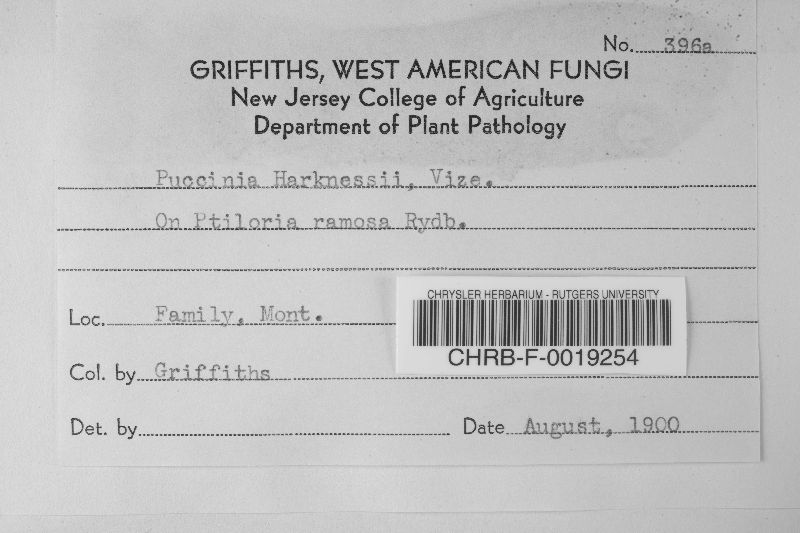 No. 396a
GRIFFITHS, WEST AMERICAN FUNGI
New Jersey College of Agriculture
Department of Plant Pathology
Puccinia Harknessii, Vize.
On Ptiloria ramosa Rydb.
Loc. Family, Mont.
CHRYSLER HERBARIUM - RUTGERS UNIVERSITY
CHRB-F-0019254
Col. by Griffiths
Det. by
Date August, 1900